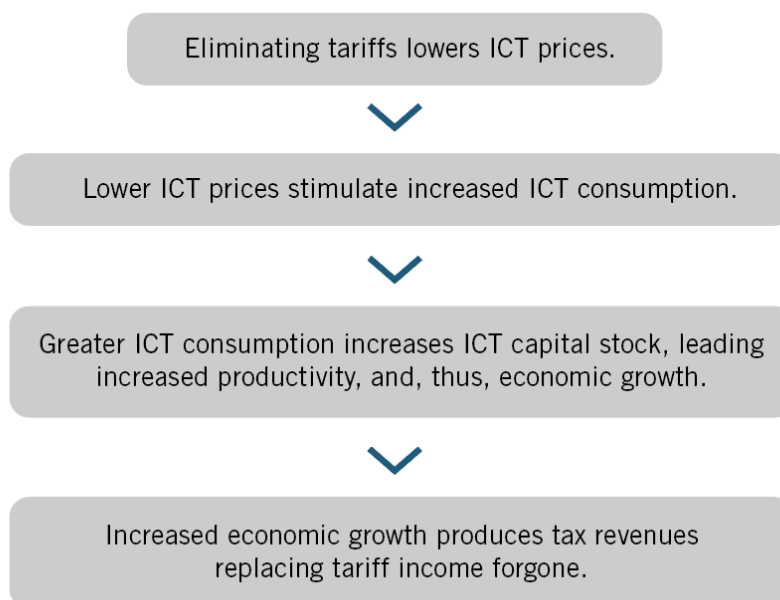 Eliminating tariffs lowers ICT prices.
Lower ICT prices stimulate increased ICT consumption.
Greater ICT consumption increases ICT capital stock, leading
increased productivity, and, thus, economic growth.
Increased economic growth produces tax revenues
replacing tariff income forgone.